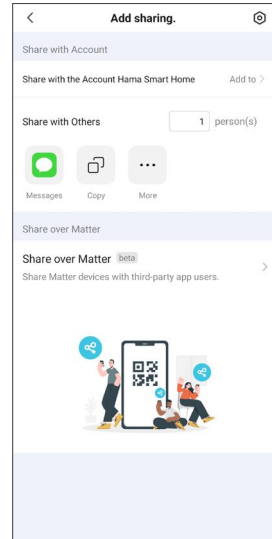 Add sharing.
Share with Account
Share with the Account Hama Smart Home Add to >
Share with Others 1 person(s)
Messages Copy More
Share over Matter
Share over Matter beta
Share Matter devices with third-party app users.